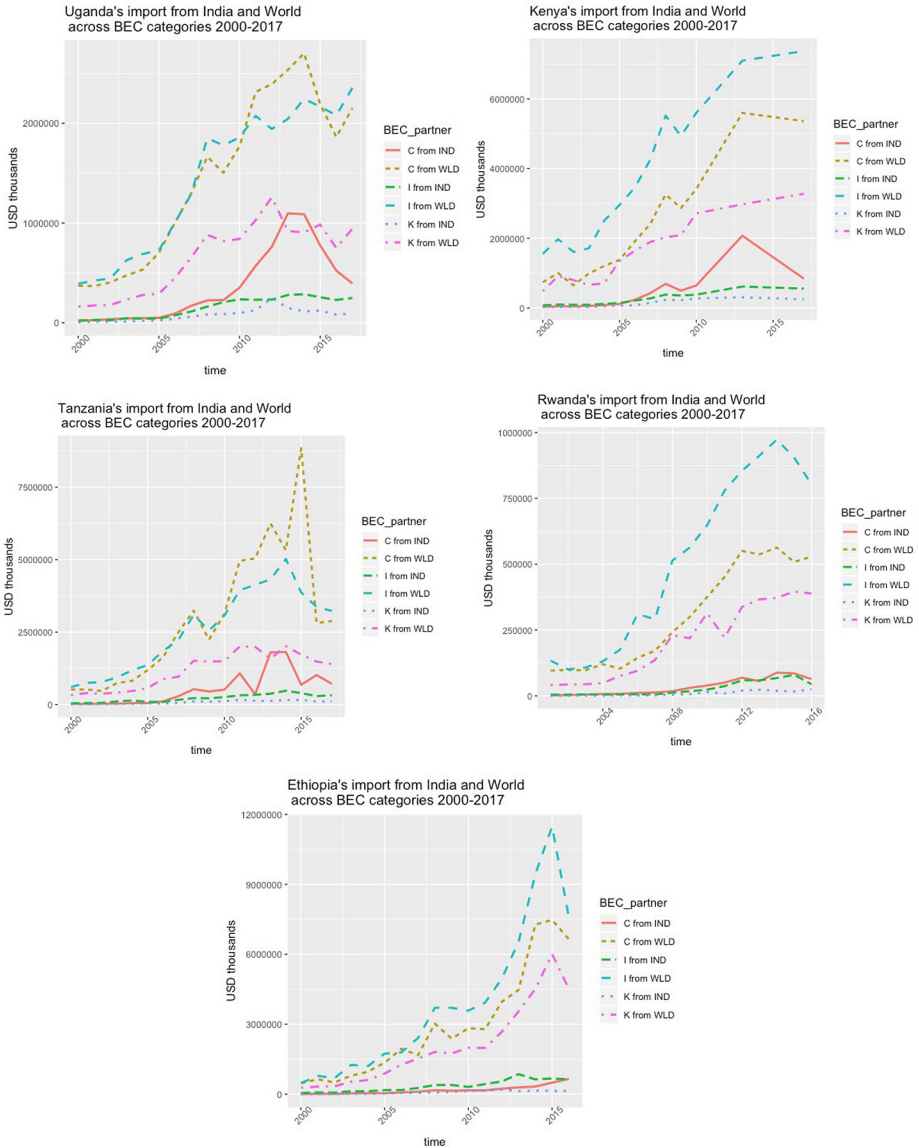 Uganda's import from India and World
across BEC categories 2000-2017
USD thousands
2000000
1000000
0
2000
2005
2010
2015
time
BEC_partner
C from IND
C from WLD
I from IND
I from WLD
K from IND
K from WLD
Kenya's import from India and World
across BEC categories 2000-2017
USD thousands
6000000
4000000
2000000
0
2000
2005
2010
2015
time
BEC_partner
C from IND
C from WLD
I from IND
I from WLD
K from IND
K from WLD
Tanzania's import from India and World
across BEC categories 2000-2017
USD thousands
7500000
5000000
2500000
0
2000
2005
2010
2015
time
BEC_partner
C from IND
C from WLD
I from IND
I from WLD
K from IND
K from WLD
Rwanda's import from India and World
across BEC categories 2000-2017
USD thousands
1000000
750000
500000
250000
0
2004
2008
2012
2016
time
BEC_partner
C from IND
C from WLD
I from IND
I from WLD
K from IND
K from WLD
Ethiopia's import from India and World
across BEC categories 2000-2017
USD thousands
12000000
9000000
6000000
3000000
0
2000
2005
2010
2015
time
BEC_partner
C from IND
C from WLD
I from IND
I from WLD
K from IND
K from WLD